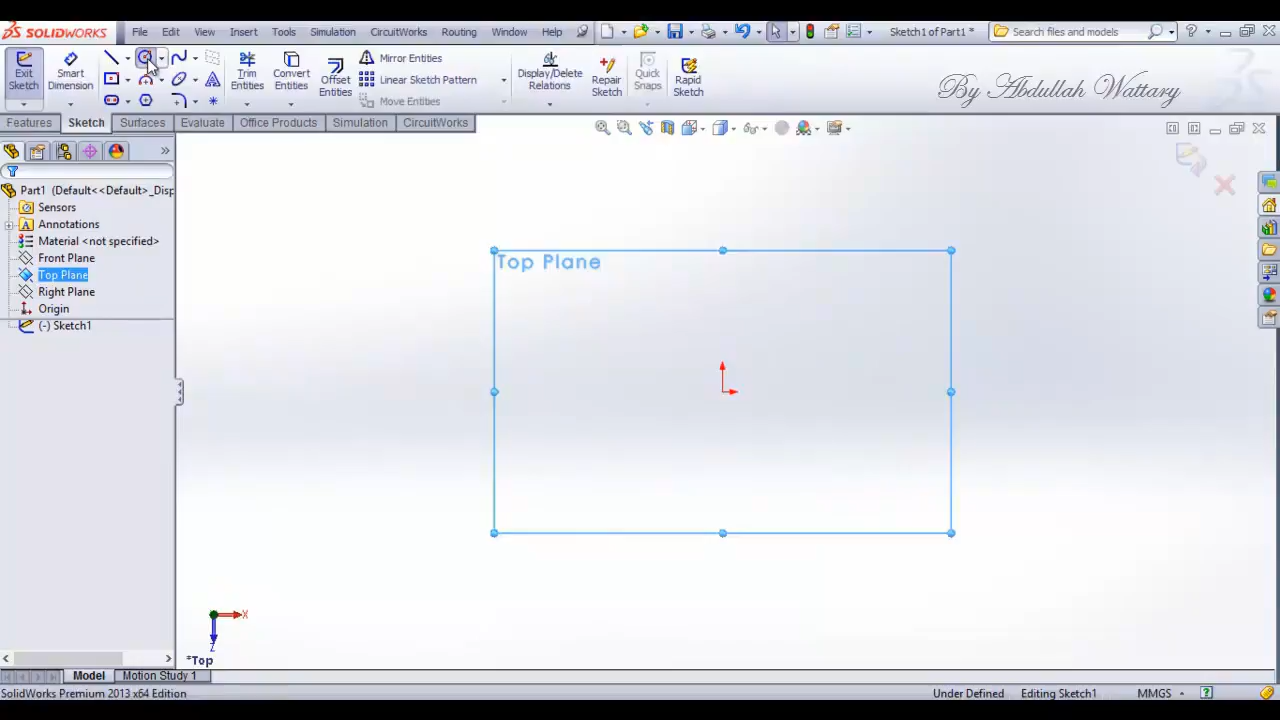 SOLIDWORKS File Edit View Insert Tools Simulation CircuitWorks Routing Window Help Sketch1 of Part1 * Search files and models
Exit Sketch
Smart Dimension
Trim Entities
Convert Entities
Offset Entities
Mirror Entities
Linear Sketch Pattern
Move Entities
Display/Delete Relations
Repair Sketch
Quick Snaps
Rapid Sketch
By Abdullah Wattary
Features Sketch Surfaces Evaluate Office Products Simulation CircuitWorks
Part1 (Default<<Default>_Disp
Sensors
Annotations
Material <not specified>
Front Plane
Top Plane
Right Plane
Origin
(-) Sketch1
Top Plane
X
Z
*Top
Model Motion Study 1
SolidWorks Premium 2013 x64 Edition Under Defined Editing Sketch1 MMGS